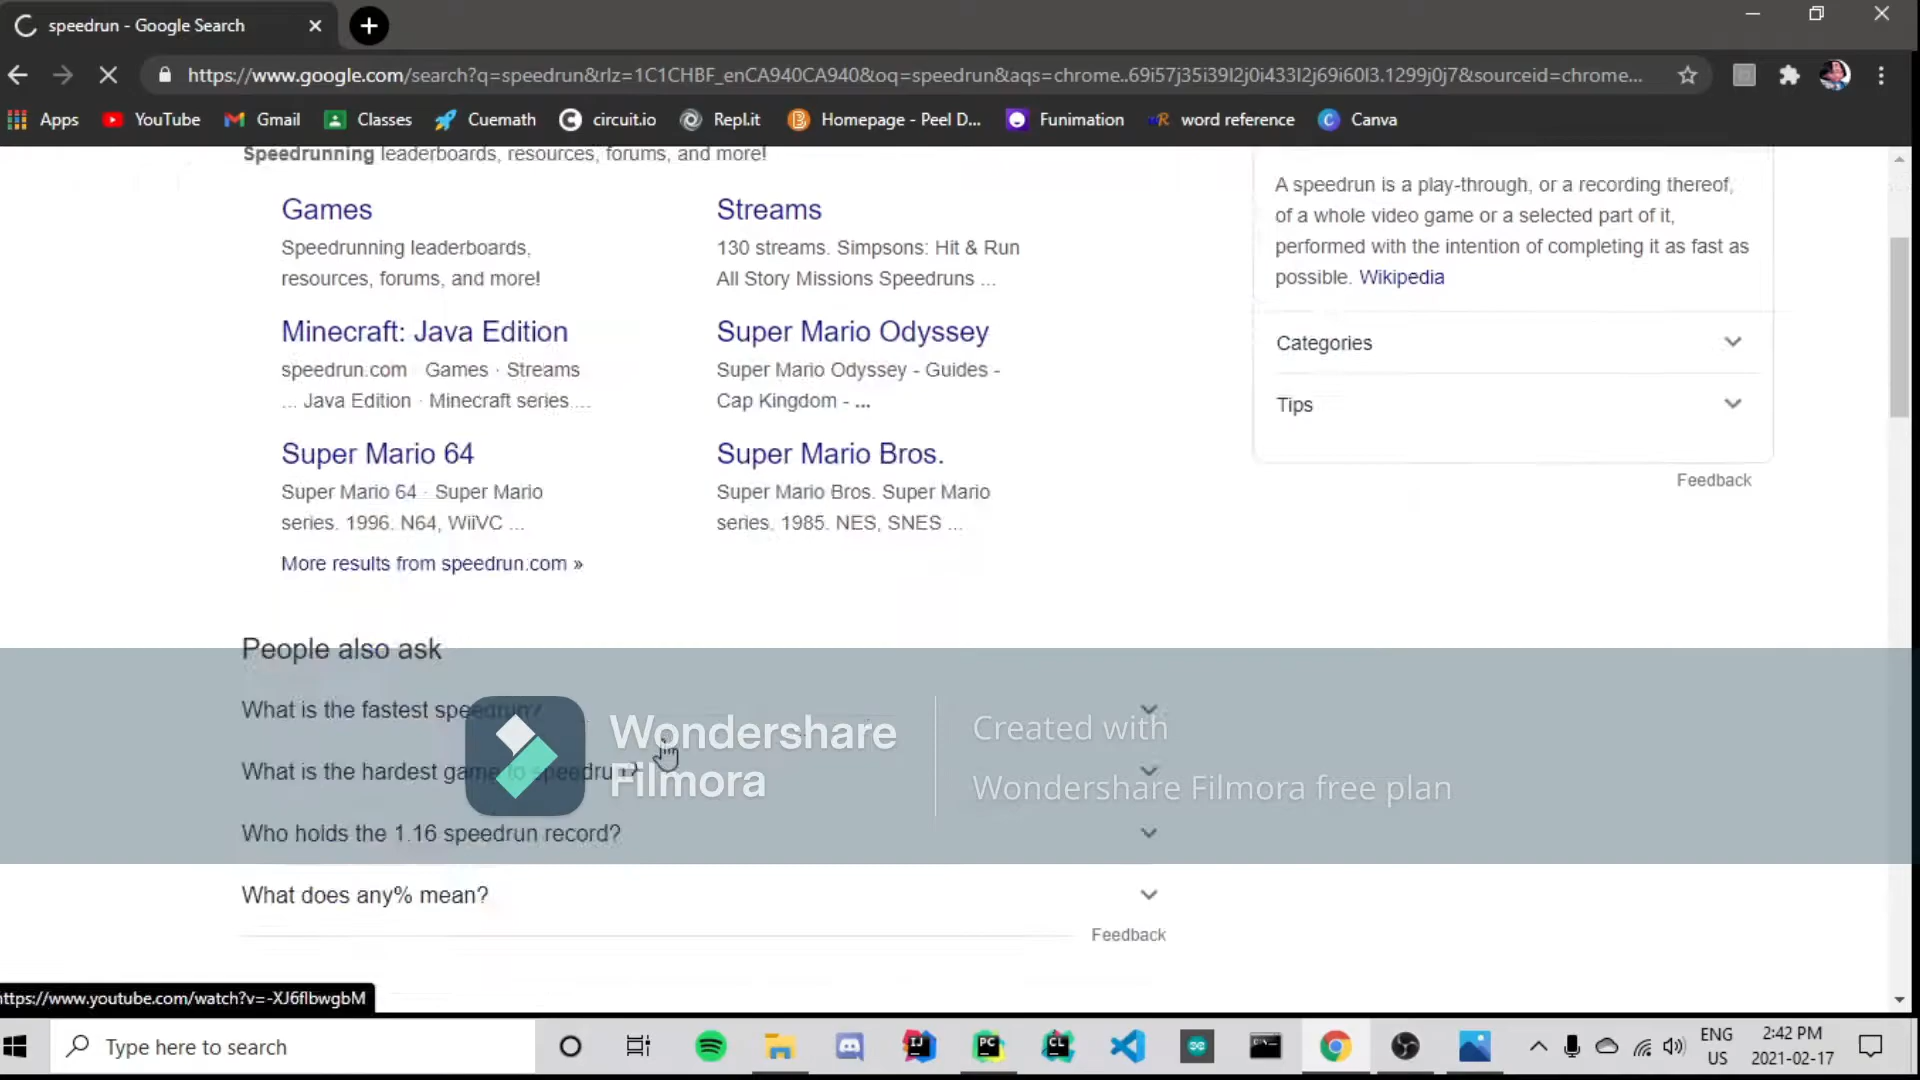 speedrun - Google Search
https://www.google.com/search?q=speedrun&rlz=1C1CHBF_enCA940CA940&oq=speedrun&aqs=chrome..69i57j35i39l2j0i433l2j69i60l3.1299j0j7&sourceid=chrome...
Apps YouTube Gmail Classes Cuemath circuit.io Repl.it Homepage - Peel D... Funimation word reference Canva
Speedrunning leaderboards, resources, forums, and more!
Games
Speedrunning leaderboards,
resources, forums, and more!
Streams
130 streams. Simpsons: Hit & Run
All Story Missions Speedruns ...
Minecraft: Java Edition
speedrun.com · Games · Streams
... Java Edition · Minecraft series....
Super Mario Odyssey
Super Mario Odyssey - Guides -
Cap Kingdom - ...
Super Mario 64
Super Mario 64 · Super Mario
series. 1996. N64, WiiVC ...
Super Mario Bros.
Super Mario Bros. Super Mario
series. 1985. NES, SNES ...
More results from speedrun.com »
A speedrun is a play-through, or a recording thereof,
of a whole video game or a selected part of it,
performed with the intention of completing it as fast as
possible. Wikipedia
Categories
Tips
Feedback
People also ask
What is the fastest speedrun?
What is the hardest game to speedrun?
Who holds the 1.16 speedrun record?
What does any% mean?
Feedback
Wondershare
Filmora
Created with
Wondershare Filmora free plan
https://www.youtube.com/watch?v=-XJ6flbwgbM
Type here to search
IJ
PC
CL
ENG
US
2:42 PM
2021-02-17